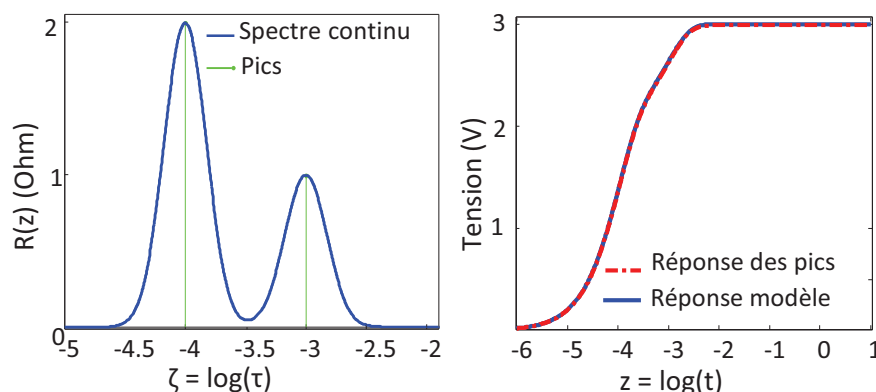 2
1
0
R(z) (Ohm)
Spectre continu
Pics
-5 -4.5 -4 -3.5 -3 -2.5 -2
ζ = log(τ)
3
2
1
Tension (V)
Réponse des pics
Réponse modèle
-6 -5 -4 -3 -2 -1 0 1
z = log(t)